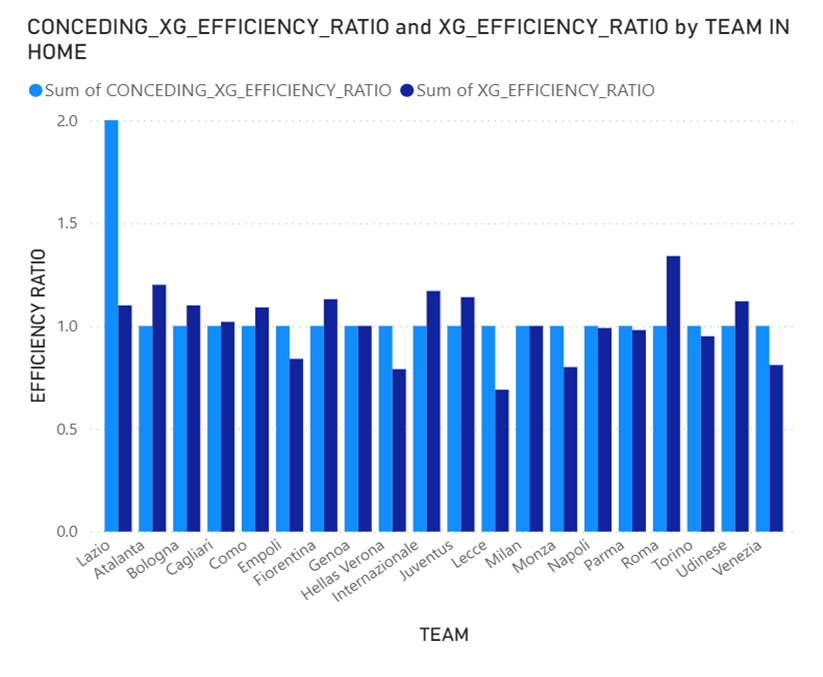 CONCEDING_XG_EFFICIENCY_RATIO and XG_EFFICIENCY_RATIO by TEAM IN
HOME
Sum of CONCEDING_XG_EFFICIENCY_RATIO Sum of XG_EFFICIENCY_RATIO
2.0
1.5
1.0
0.5
0.0
EFFICIENCY RATIO
Lazio
Atalanta
Bologna
Cagliari
Como
Empoli
Fiorentina
Genoa
Hellas Verona
Internazionale
Juventus
Lecce
Milan
Monza
Napoli
Parma
Roma
Torino
Udinese
Venezia
TEAM